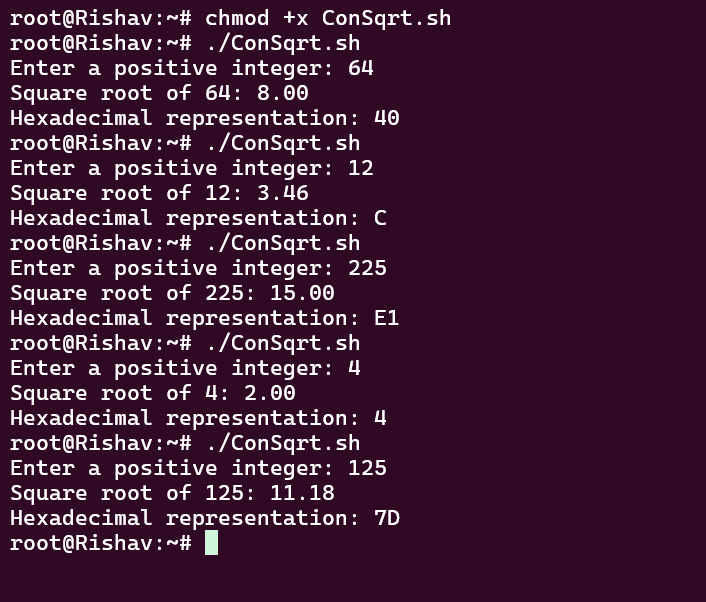 root@Rishav:~# chmod +x ConSqrt.sh
root@Rishav:~# ./ConSqrt.sh
Enter a positive integer: 64
Square root of 64: 8.00
Hexadecimal representation: 40
root@Rishav:~# ./ConSqrt.sh
Enter a positive integer: 12
Square root of 12: 3.46
Hexadecimal representation: C
root@Rishav:~# ./ConSqrt.sh
Enter a positive integer: 225
Square root of 225: 15.00
Hexadecimal representation: E1
root@Rishav:~# ./ConSqrt.sh
Enter a positive integer: 4
Square root of 4: 2.00
Hexadecimal representation: 4
root@Rishav:~# ./ConSqrt.sh
Enter a positive integer: 125
Square root of 125: 11.18
Hexadecimal representation: 7D
root@Rishav:~#